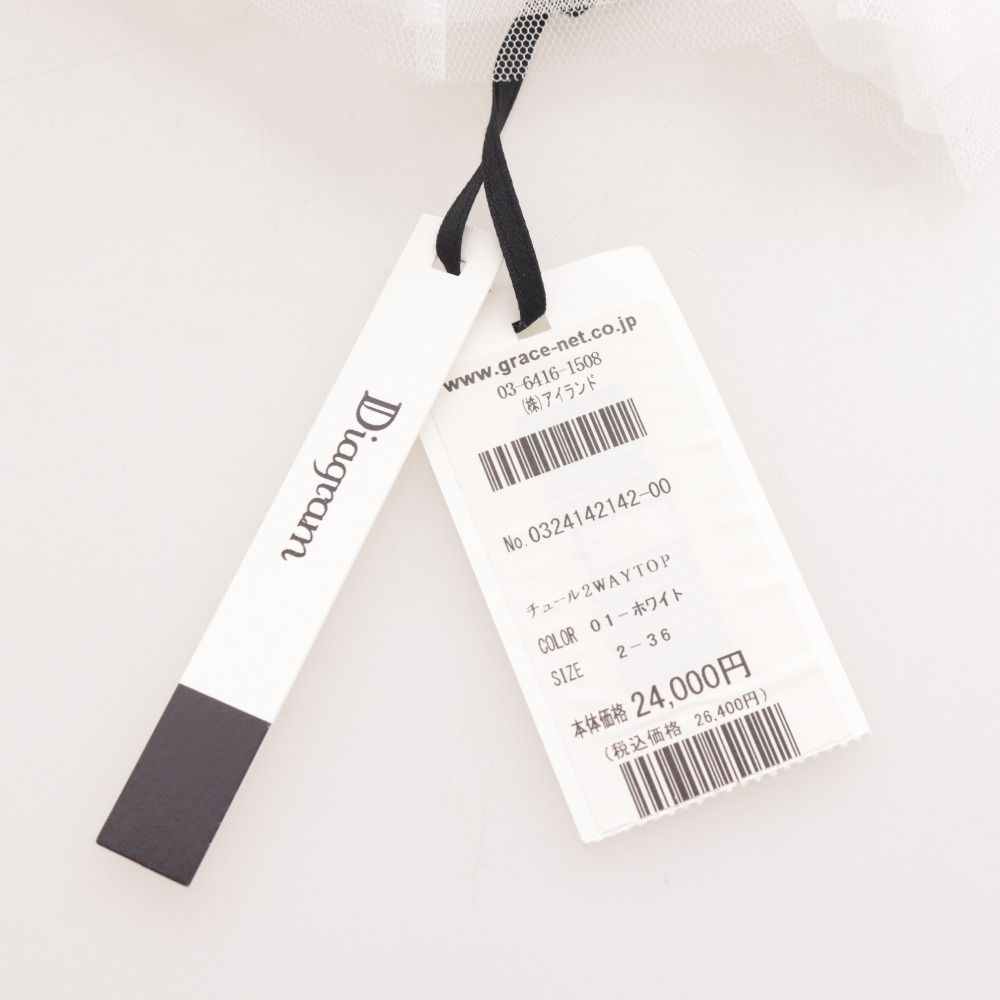 Diagram
www.grace-net.co.jp
03-6416-1508
(株)アイランド
No.0324142142-00
チュール2WAYTOP
COLOR 01-ホワイト
SIZE 2-36
本体価格 24,000円
(税込価格 26,400円)